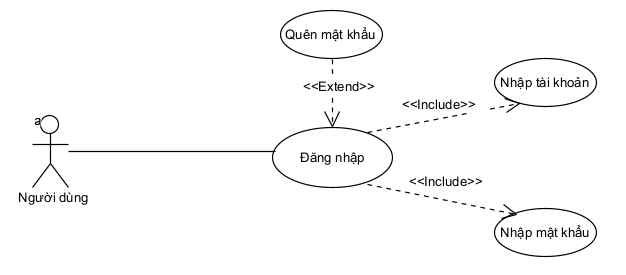 Quên mật khẩu
<<Extend>>
Nhập tài khoản
<<Include>>
a
Đăng nhập
<<Include>>
Người dùng
Nhập mật khẩu